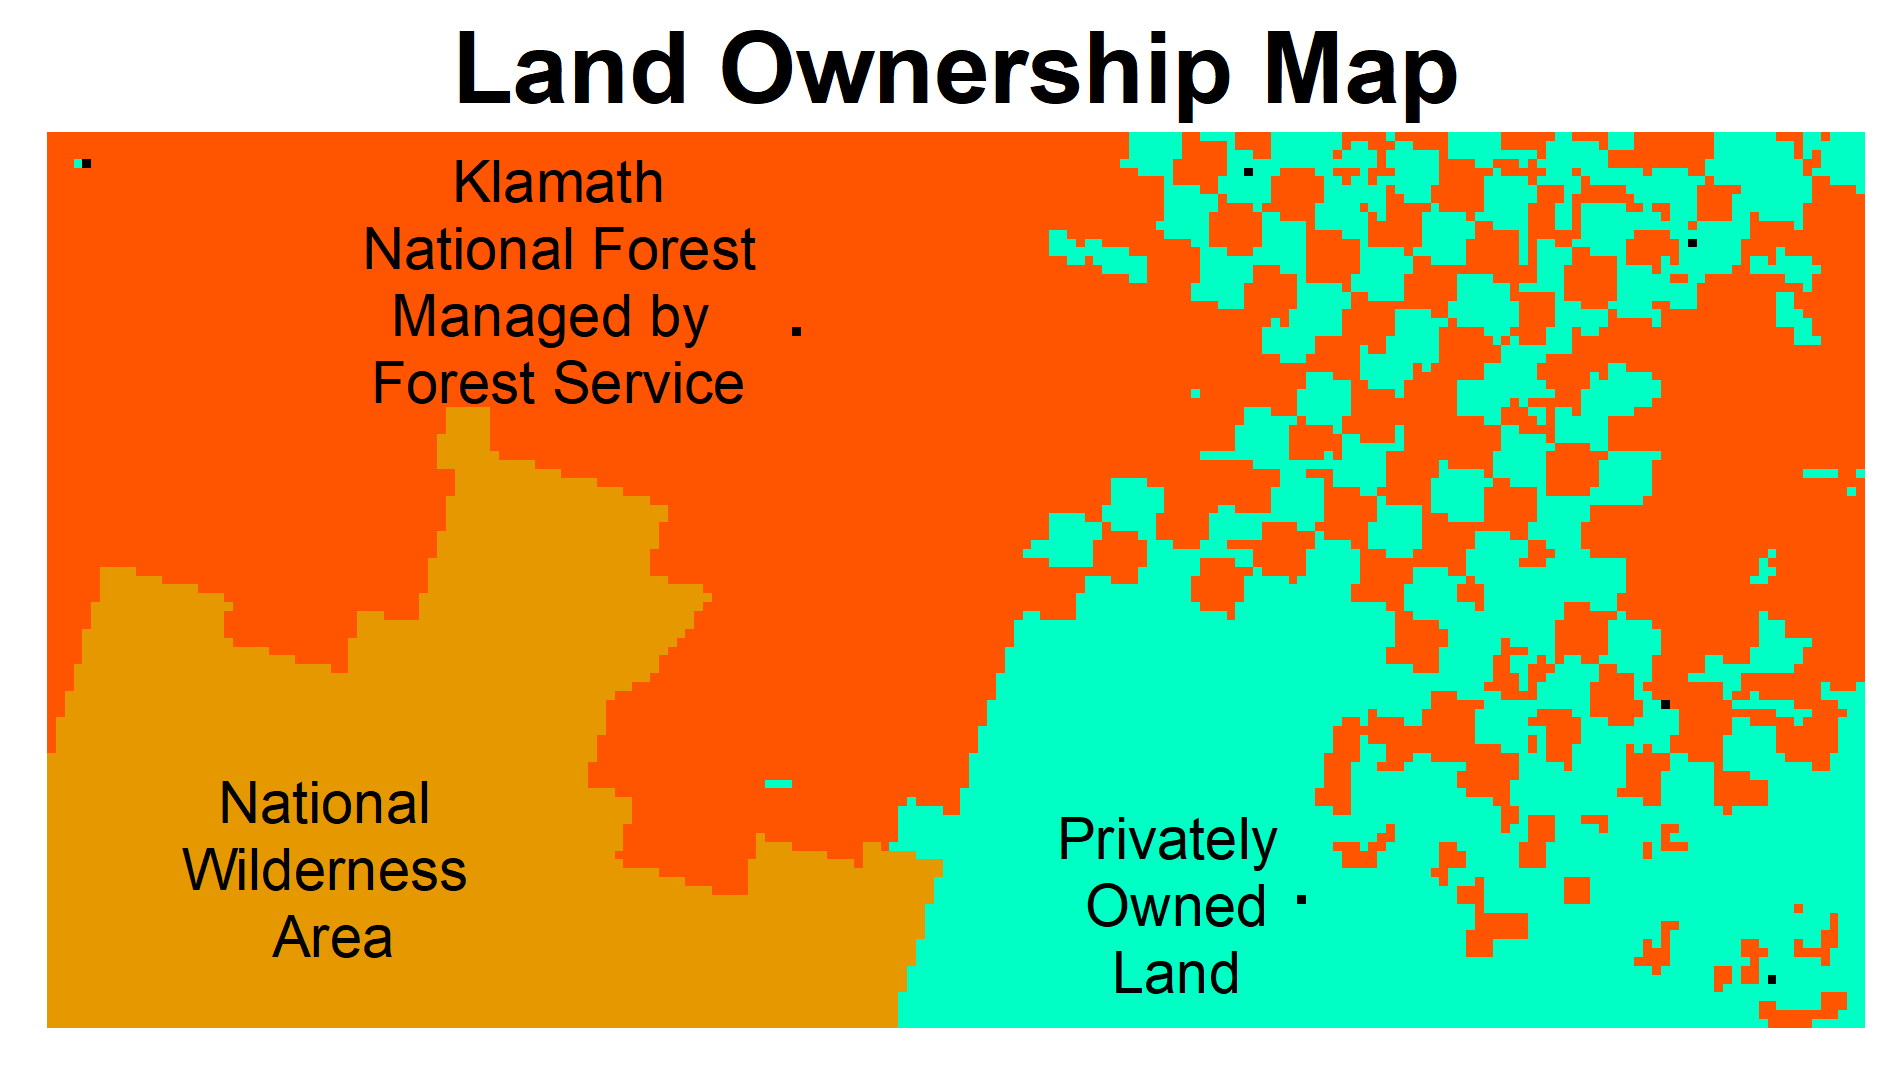 Land Ownership Map
Klamath
National Forest
Managed by
Forest Service
National
Wilderness
Area
Privately
Owned
Land